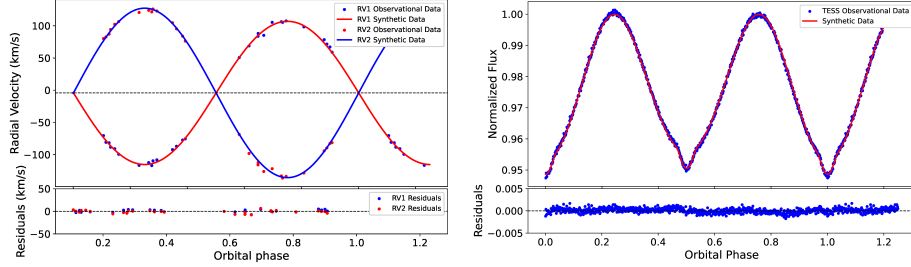 RV1 Observational Data
RV1 Synthetic Data
RV2 Observational Data
RV2 Synthetic Data
Radial Velocity (km/s)
100
50
0
−50
−100
RV1 Residuals
RV2 Residuals
Residuals (km/s)
50
0
−50
0.2 0.4 0.6 0.8 1.0 1.2
Orbital phase
TESS Observational Data
Synthetic Data
Normalized Flux
1.00
0.99
0.98
0.97
0.96
0.95
Residuals
0.005
0.000
−0.005
0.0 0.2 0.4 0.6 0.8 1.0 1.2
Orbital Phase